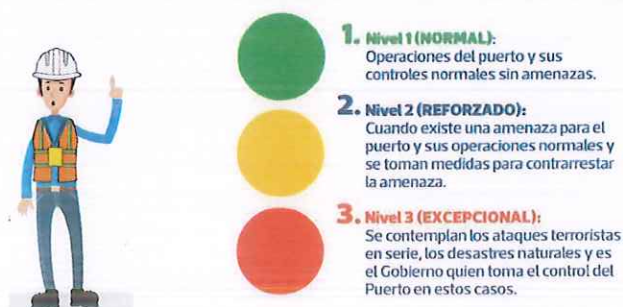 1. Nivel 1 (NORMAL):
Operaciones del puerto y sus
controles normales sin amenazas.
2. Nivel 2 (REFORZADO):
Cuando existe una amenaza para el
puerto y sus operaciones normales y
se toman medidas para contrarrestar
la amenaza.
3. Nivel 3 (EXCEPCIONAL):
Se contemplan los ataques terroristas
en serie, los desastres naturales y es
el Gobierno quien toma el control del
Puerto en estos casos.